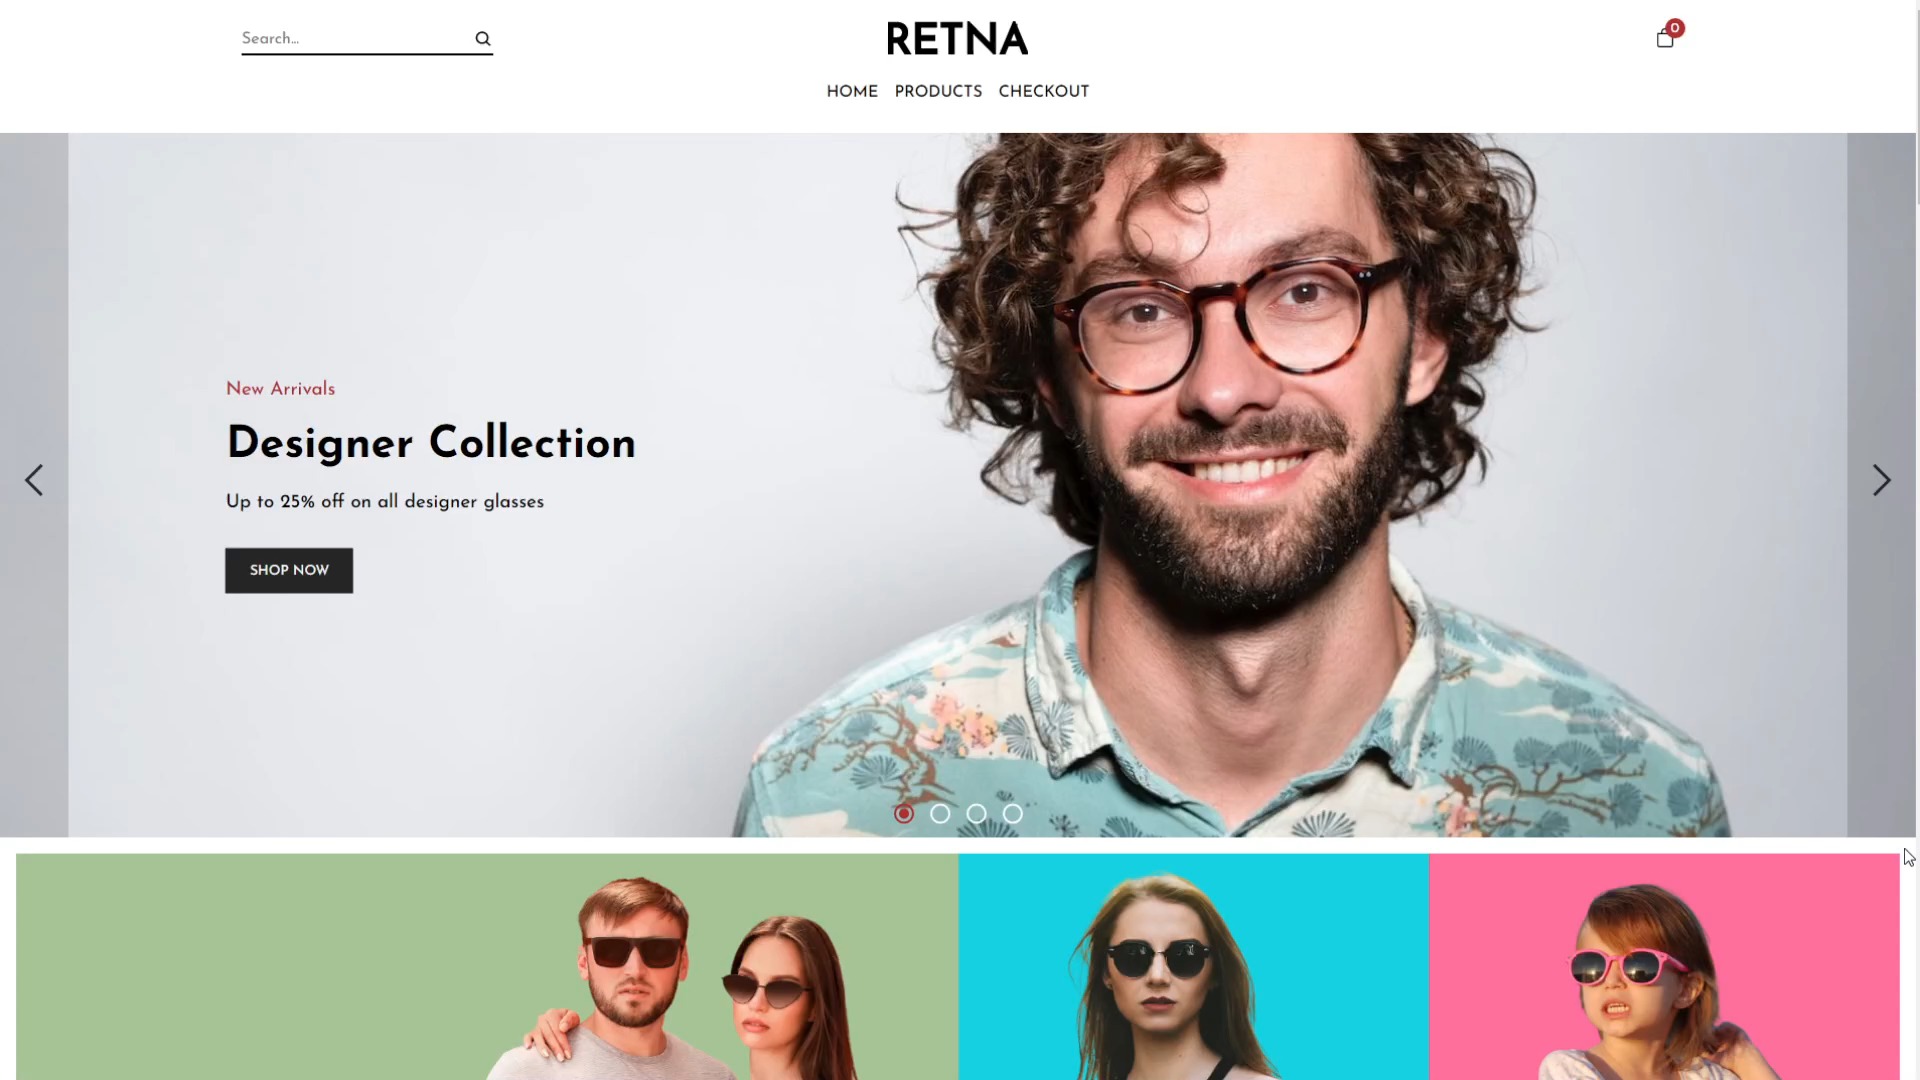 Search...
RETNA
0
HOME PRODUCTS CHECKOUT
New Arrivals
Designer Collection
Up to 25% off on all designer glasses
SHOP NOW